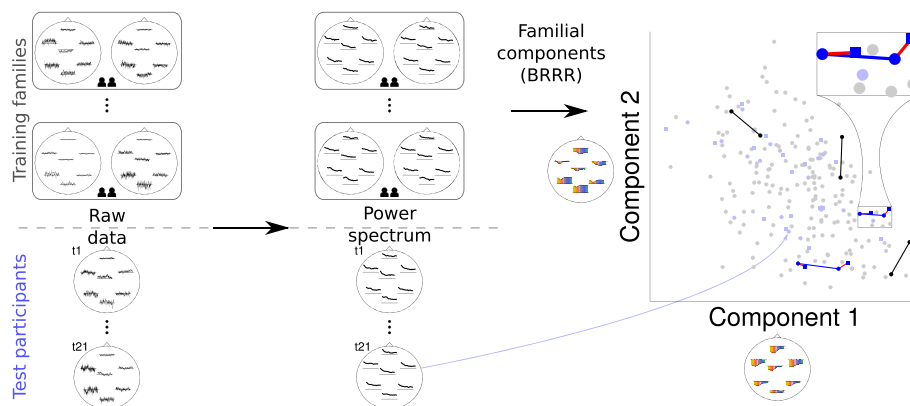 Training families
Test participants
Raw
data
Power
spectrum
t1
t21
t1
t21
Familial
components
(BRRR)
Component 2
Component 1